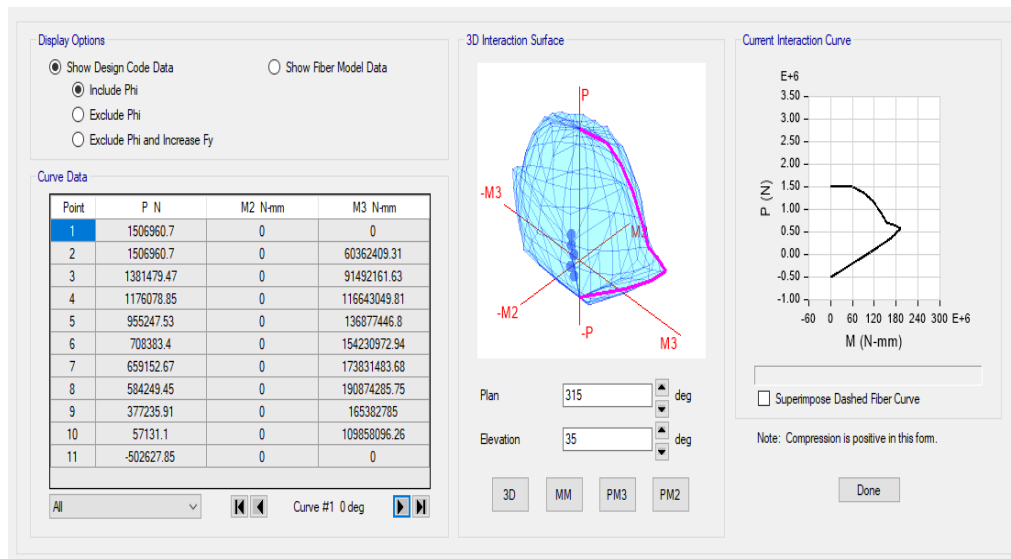 Display Options
Show Design Code Data
Show Fiber Model Data
Include Phi
Exclude Phi
Exclude Phi and Increase Fy
Curve Data
Point P N M2 N-mm M3 N-mm
1 1506960.7 0 0
2 1506960.7 0 60362409.31
3 1381479.47 0 91492161.63
4 1176078.85 0 116643049.81
5 955247.53 0 136877446.8
6 708383.4 0 154230972.94
7 659152.67 0 173831483.68
8 584249.45 0 190874285.75
9 377235.91 0 165382785
10 57131.1 0 109858096.26
11 -502627.85 0 0
All
Curve #1 0 deg
3D Interaction Surface
P
-M3
M2
-M2
-P
M3
Plan 315 deg
Elevation 35 deg
3D MM PM3 PM2
Current Interaction Curve
E+6
3.50
3.00
2.50
2.00
1.50
1.00
0.50
0.00
-0.50
-1.00
P (N)
-60 0 60 120 180 240 300 E+6
M (N-mm)
Superimpose Dashed Fiber Curve
Note: Compression is positive in this form.
Done